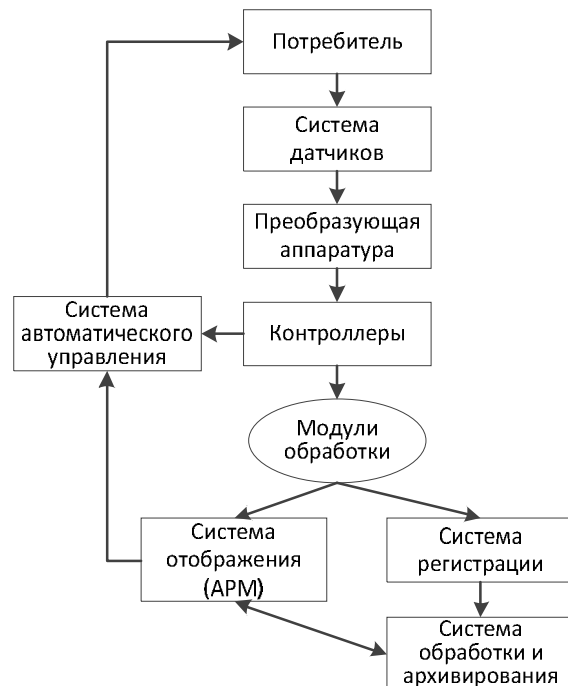 Потребитель
Система
датчиков
Преобразующая
аппаратура
Система
автоматического
управления
Контроллеры
Модули
обработки
Система
отображения
(АРМ)
Система
регистрации
Система
обработки и
архивирования